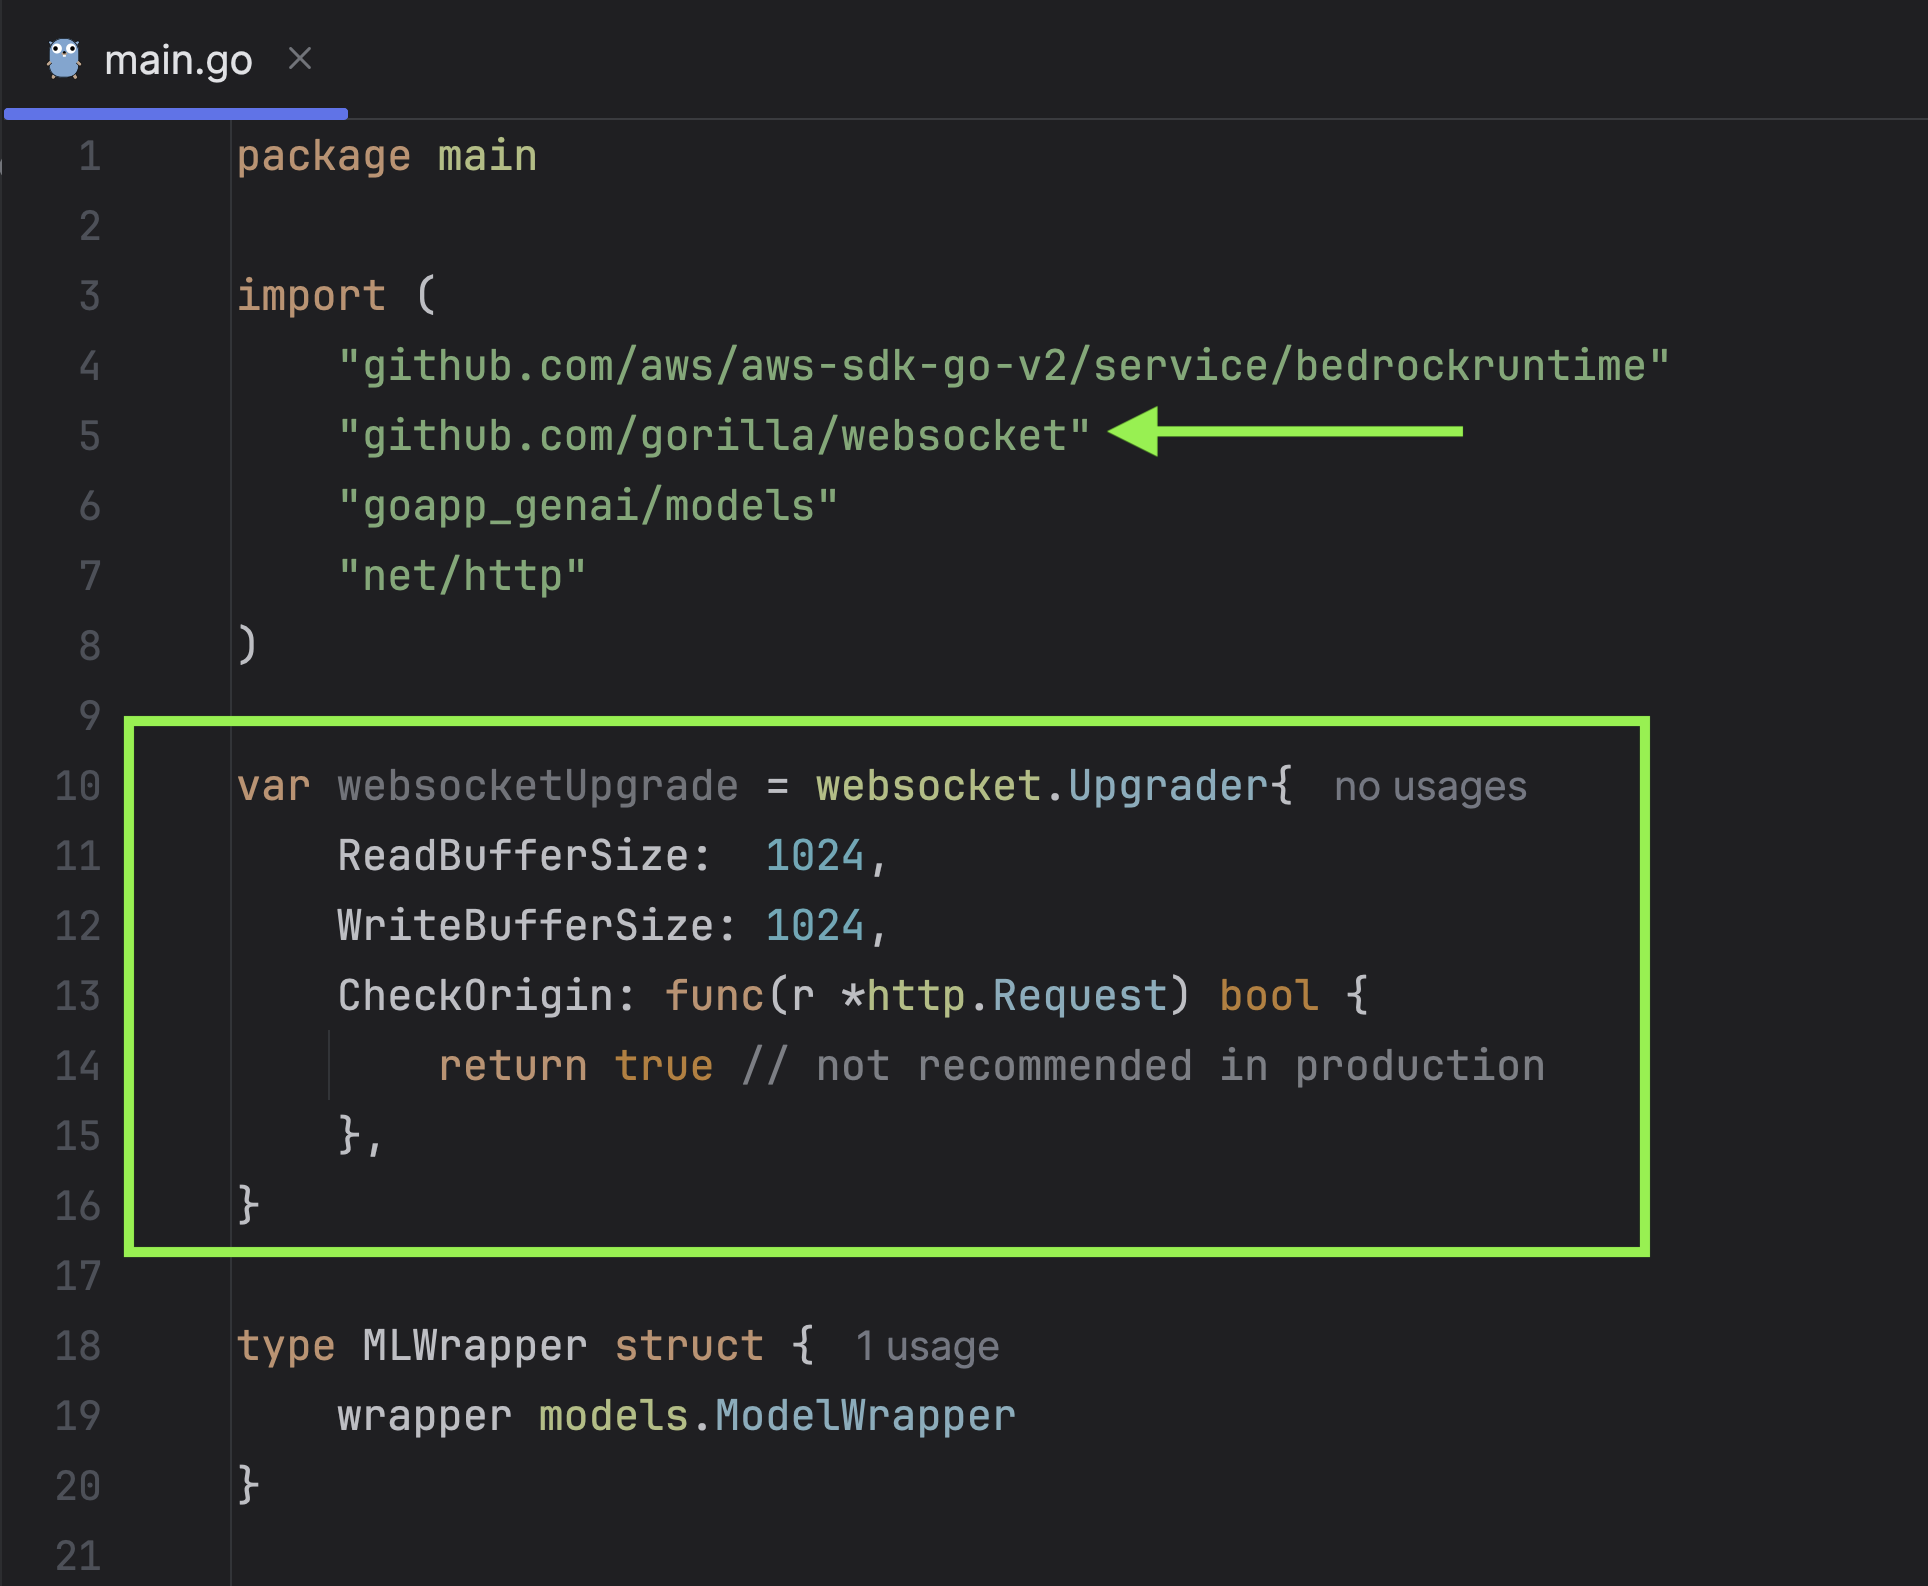 main.go
1 package main
2
3 import (
4     "github.com/aws/aws-sdk-go-v2/service/bedrockruntime"
5     "github.com/gorilla/websocket"
6     "goapp_genai/models"
7     "net/http"
8 )
9
10 var websocketUpgrade = websocket.Upgrader{ no usages
11     ReadBufferSize:  1024,
12     WriteBufferSize: 1024,
13     CheckOrigin: func(r *http.Request) bool {
14         return true // not recommended in production
15     },
16 }
17
18 type MLWrapper struct { 1 usage
19     wrapper models.ModelWrapper
20 }
21